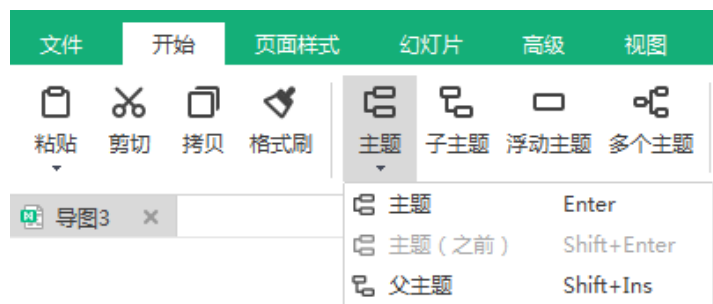 文件 开始 页面样式 幻灯片 高级 视图
粘贴 剪切 拷贝 格式刷 主题 子主题 浮动主题 多个主题
导图3
主题 Enter
主题（之前） Shift+Enter
父主题 Shift+Ins